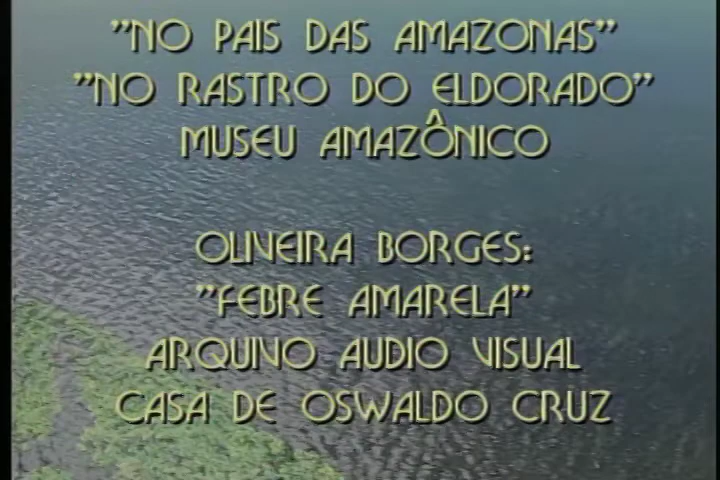 "NO PAIS DAS AMAZONAS"
"NO RASTRO DO ELDORADO"
MUSEU AMAZÔNICO
OLIVEIRA BORGES:
"FEBRE AMARELA"
ARQUIVO AUDIO VISUAL
CASA DE OSWALDO CRUZ